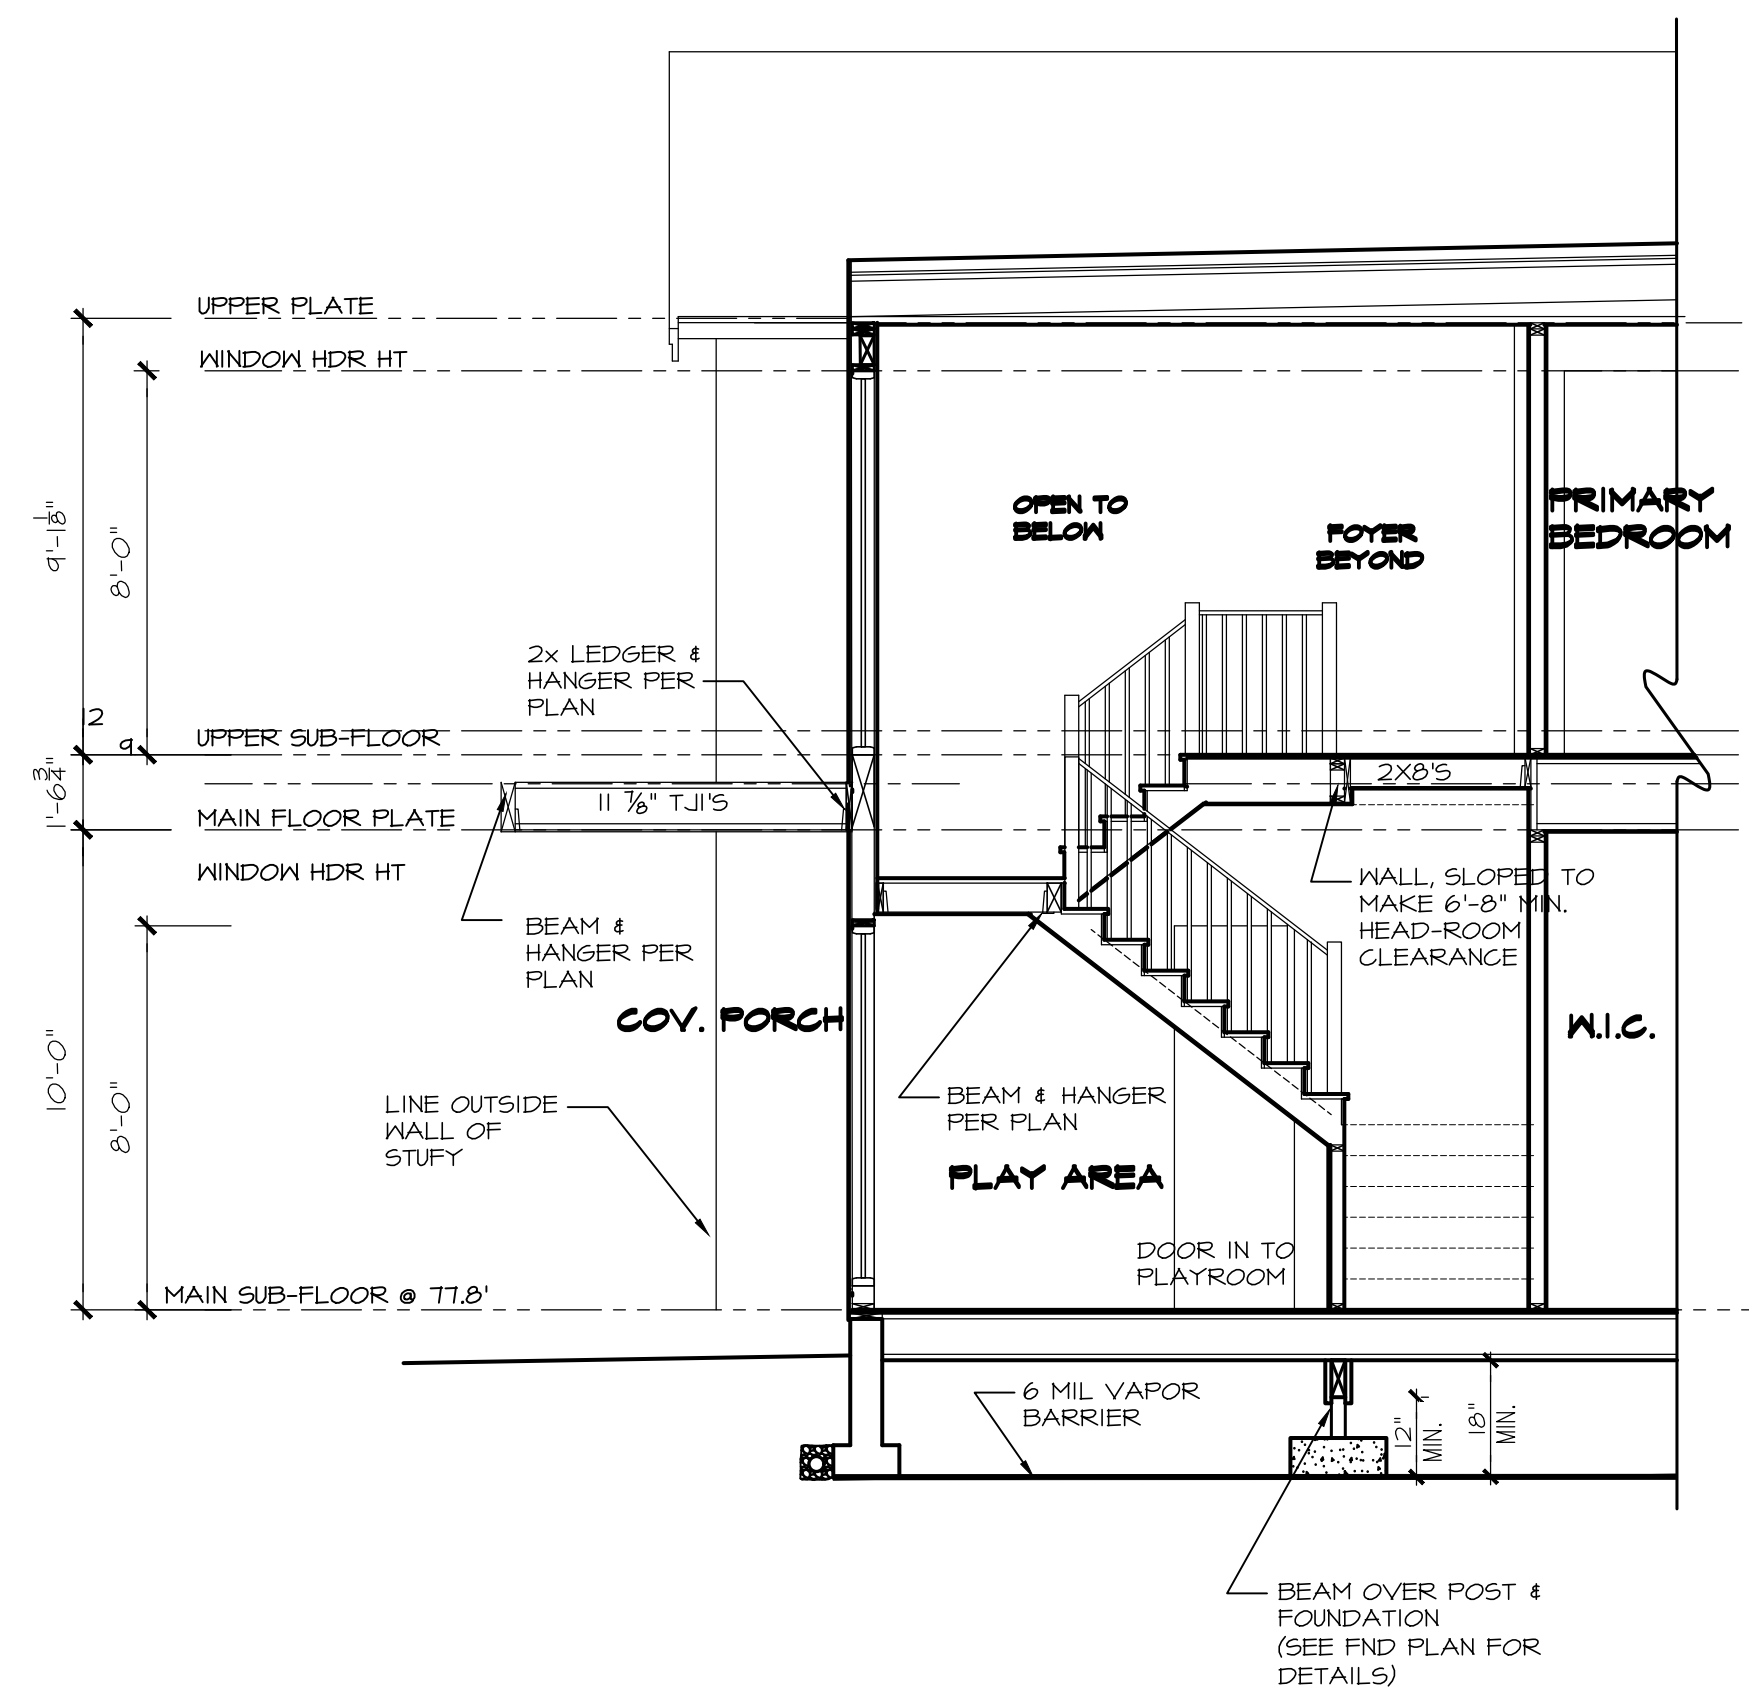 UPPER PLATE
WINDOW HDR HT
9'-1 1/8"
8'-0"
OPEN TO
BELOW
FOYER
BEYOND
PRIMARY
BEDROOM
2x LEDGER &
HANGER PER
PLAN
12
9
UPPER SUB-FLOOR
1'-6 3/4"
11 7/8" TJI'S
2X8'S
MAIN FLOOR PLATE
WINDOW HDR HT
BEAM &
HANGER PER
PLAN
WALL, SLOPED TO
MAKE 6'-8" MIN.
HEAD-ROOM
CLEARANCE
COV. PORCH
W.I.C.
10'-0"
8'-0"
LINE OUTSIDE
WALL OF
STUFY
BEAM & HANGER
PER PLAN
PLAY AREA
DOOR IN TO
PLAYROOM
MAIN SUB-FLOOR @ 77.8'
6 MIL VAPOR
BARRIER
12"
MIN.
18"
MIN.
BEAM OVER POST &
FOUNDATION
(SEE FND PLAN FOR
DETAILS)